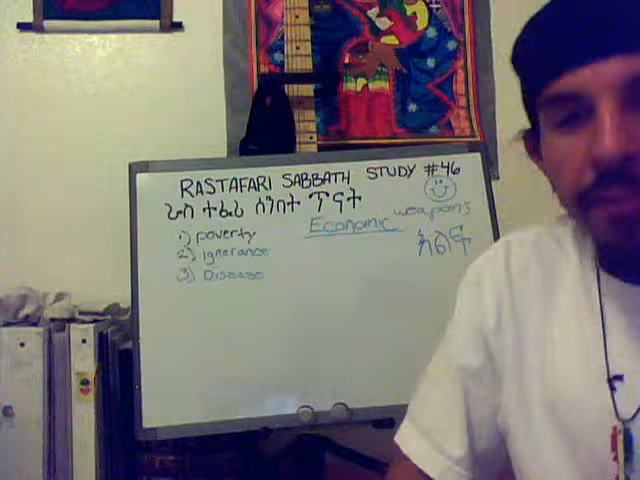 RASTAFARI SABBATH STUDY #46
ራስ ተፈሪ ሰንበት ጥናት
Economic weapons
1) poverty
2) Ignorance
3) Disease